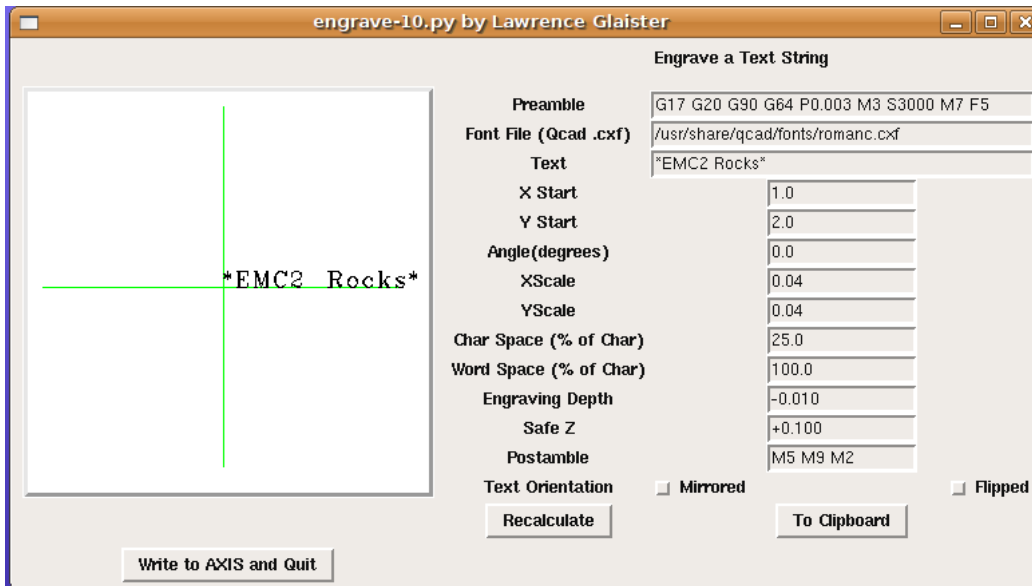 engrave-10.py by Lawrence Glaister
Engrave a Text String
Preamble G17 G20 G90 G64 P0.003 M3 S3000 M7 F5
Font File (Qcad .cxf) /usr/share/qcad/fonts/romanc.cxf
Text *EMC2 Rocks*
X Start 1.0
Y Start 2.0
Angle(degrees) 0.0
*EMC2 Rocks*
XScale 0.04
YScale 0.04
Char Space (% of Char) 25.0
Word Space (% of Char) 100.0
Engraving Depth -0.010
Safe Z +0.100
Postamble M5 M9 M2
Text Orientation Mirrored Flipped
Recalculate To Clipboard
Write to AXIS and Quit